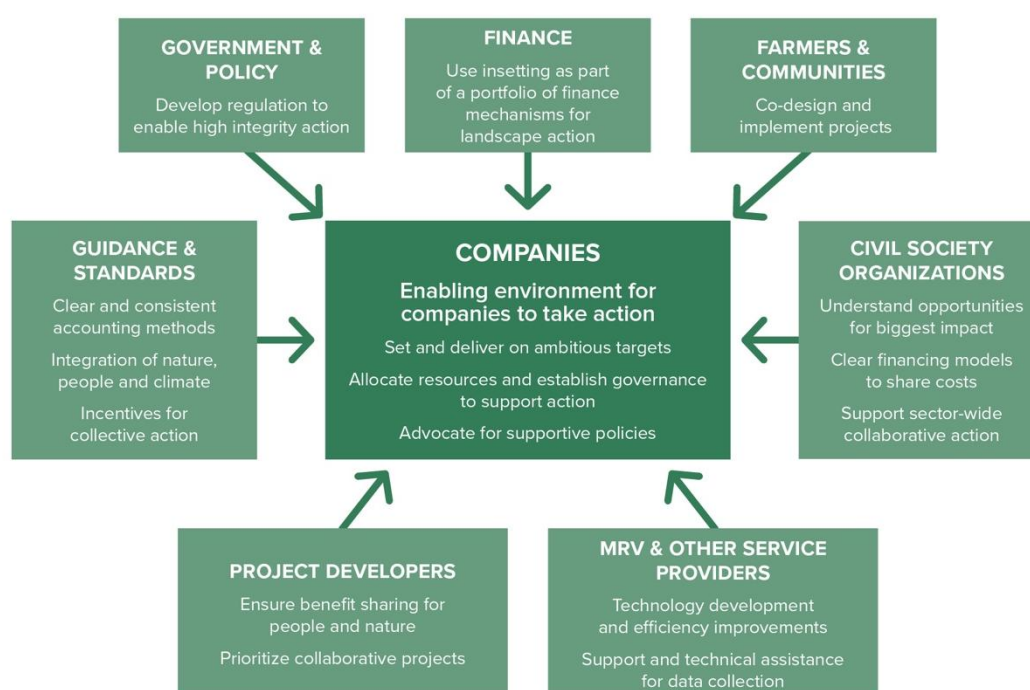 GOVERNMENT &
POLICY
Develop regulation to
enable high integrity action
FINANCE
Use insetting as part
of a portfolio of finance
mechanisms for
landscape action
FARMERS &
COMMUNITIES
Co-design and
implement projects
GUIDANCE &
STANDARDS
Clear and consistent
accounting methods
Integration of nature,
people and climate
Incentives for
collective action
COMPANIES
Enabling environment for
companies to take action
Set and deliver on ambitious targets
Allocate resources and establish governance
to support action
Advocate for supportive policies
CIVIL SOCIETY
ORGANIZATIONS
Understand opportunities
for biggest impact
Clear financing models
to share costs
Support sector-wide
collaborative action
PROJECT DEVELOPERS
Ensure benefit sharing for
people and nature
Prioritize collaborative projects
MRV & OTHER SERVICE
PROVIDERS
Technology development
and efficiency improvements
Support and technical assistance
for data collection